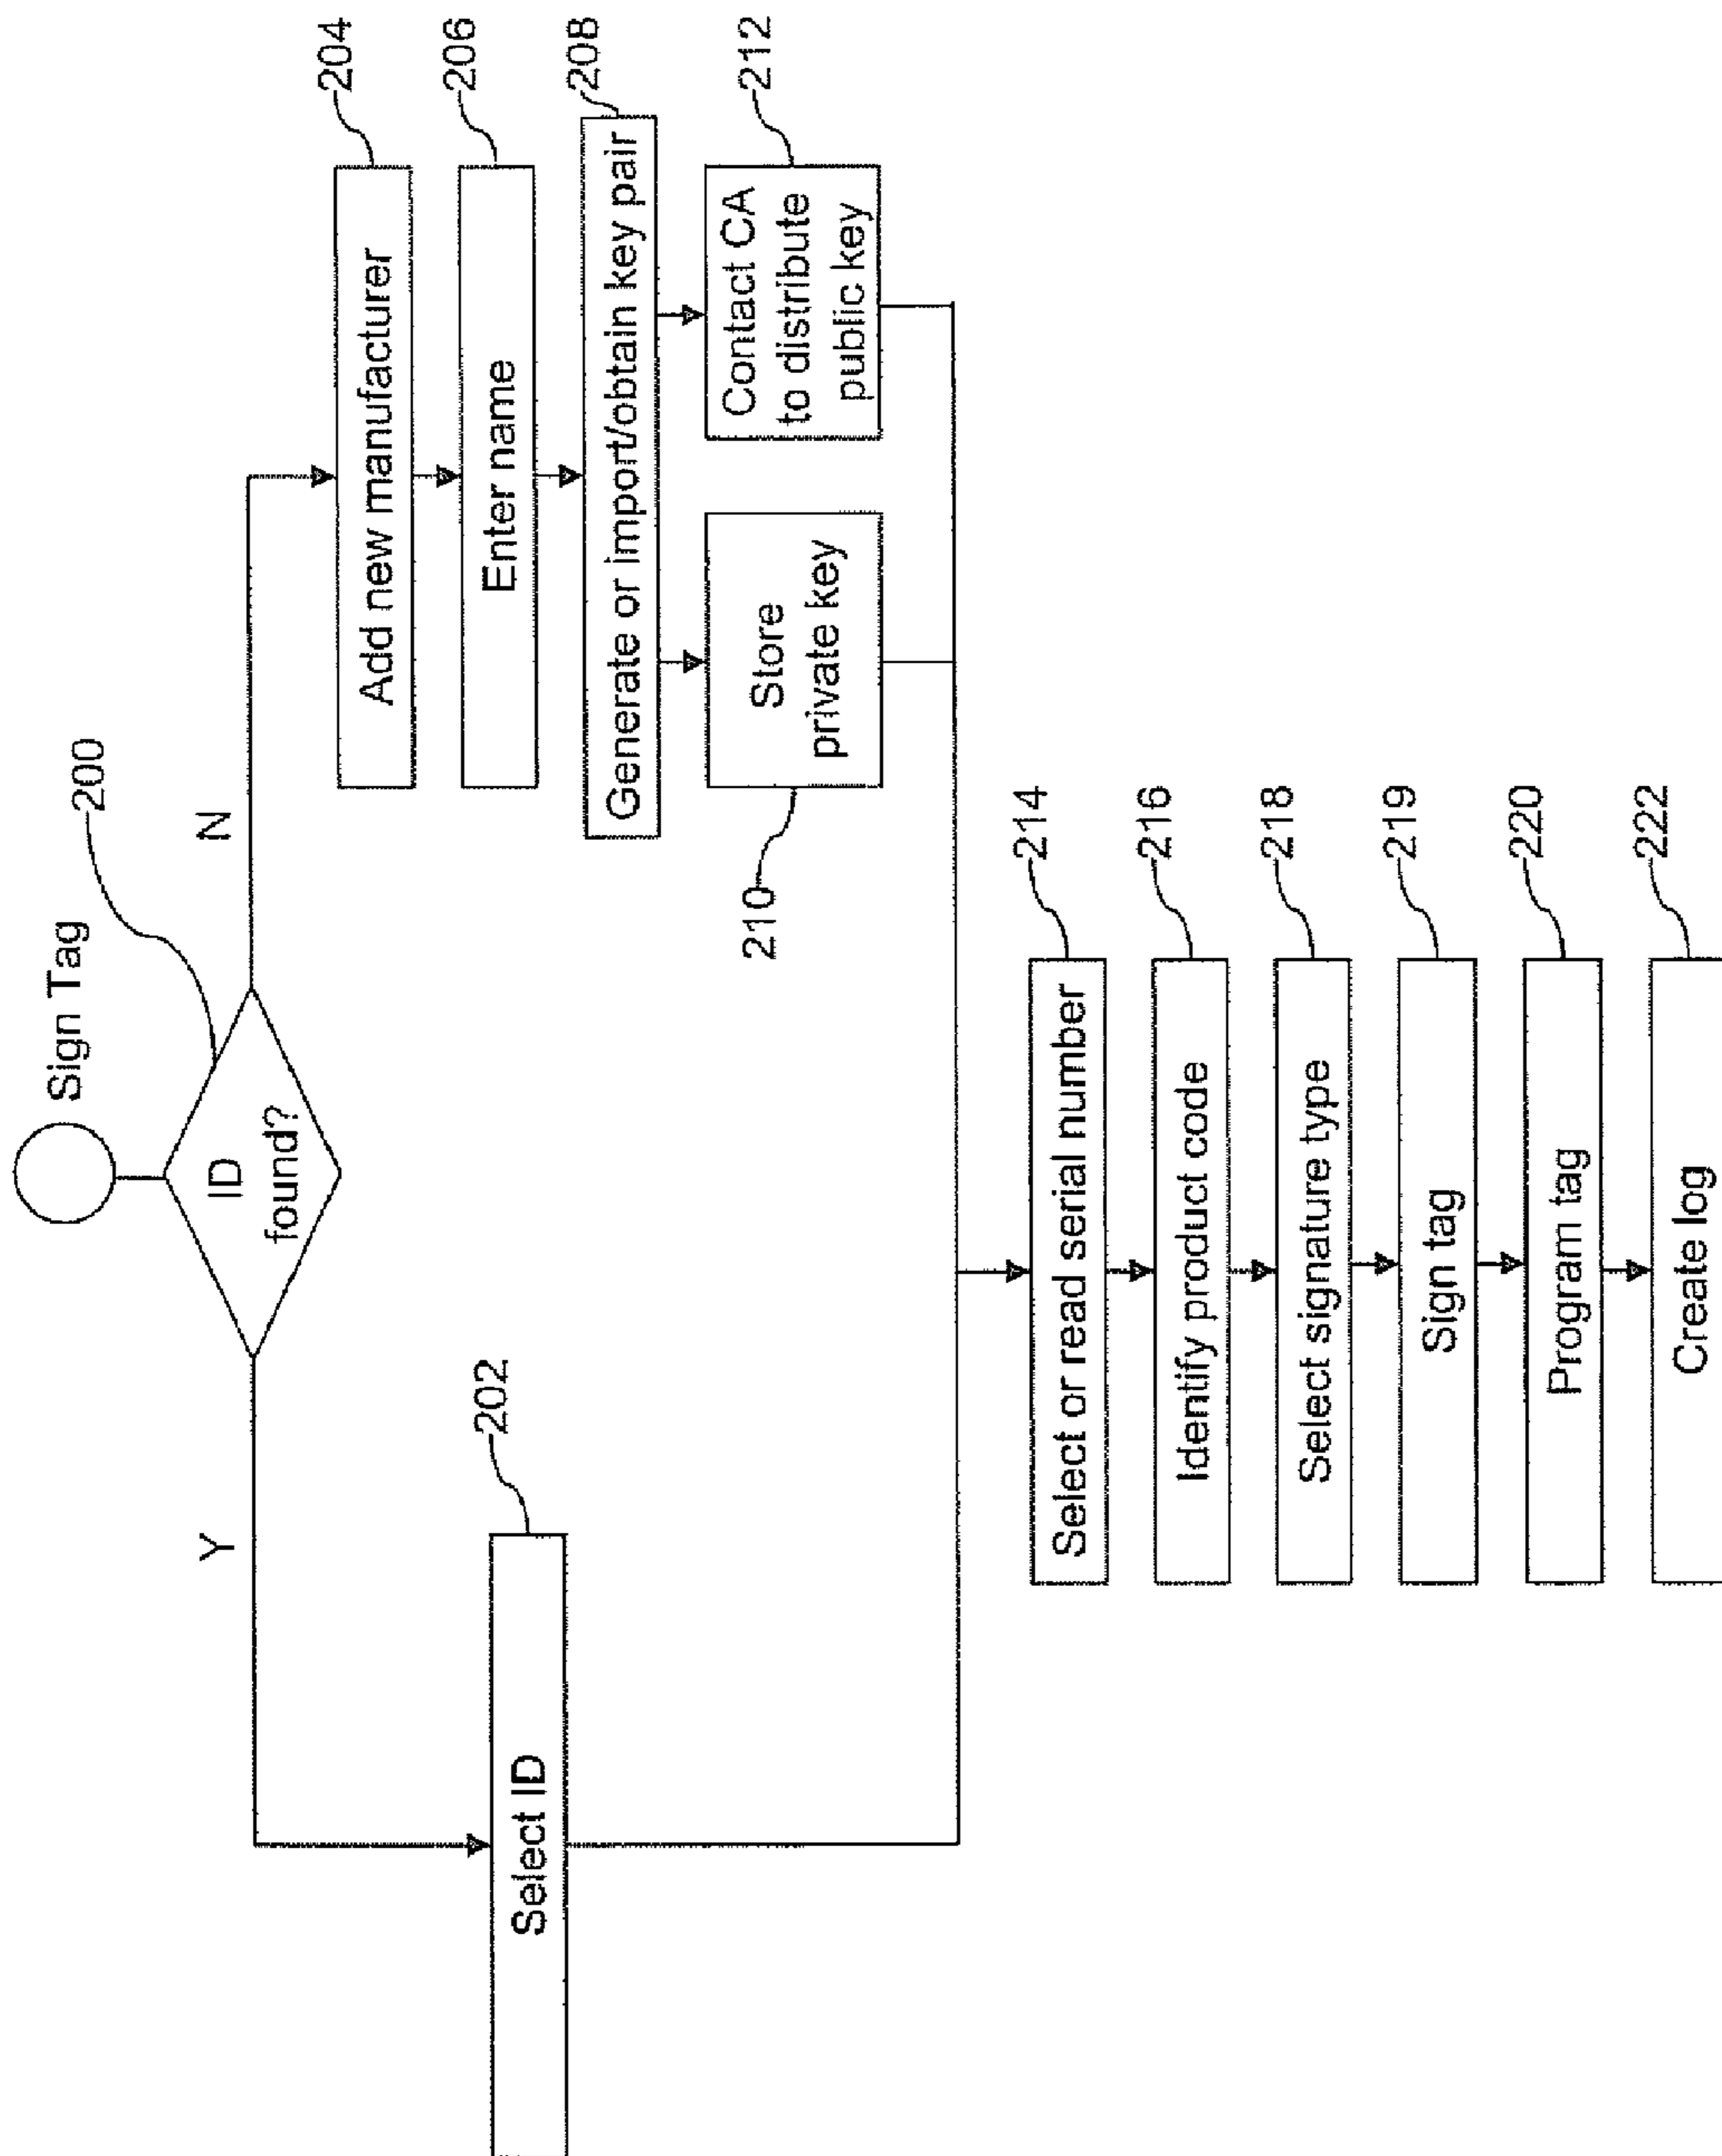 Sign Tag
200
ID
found?
Y
N
202
Select ID
204
Add new manufacturer
206
Enter name
208
Generate or import/obtain key pair
210
Store
private key
212
Contact CA
to distribute
public key
214
Select or read serial number
216
Identify product code
218
Select signature type
219
Sign tag
220
Program tag
222
Create log